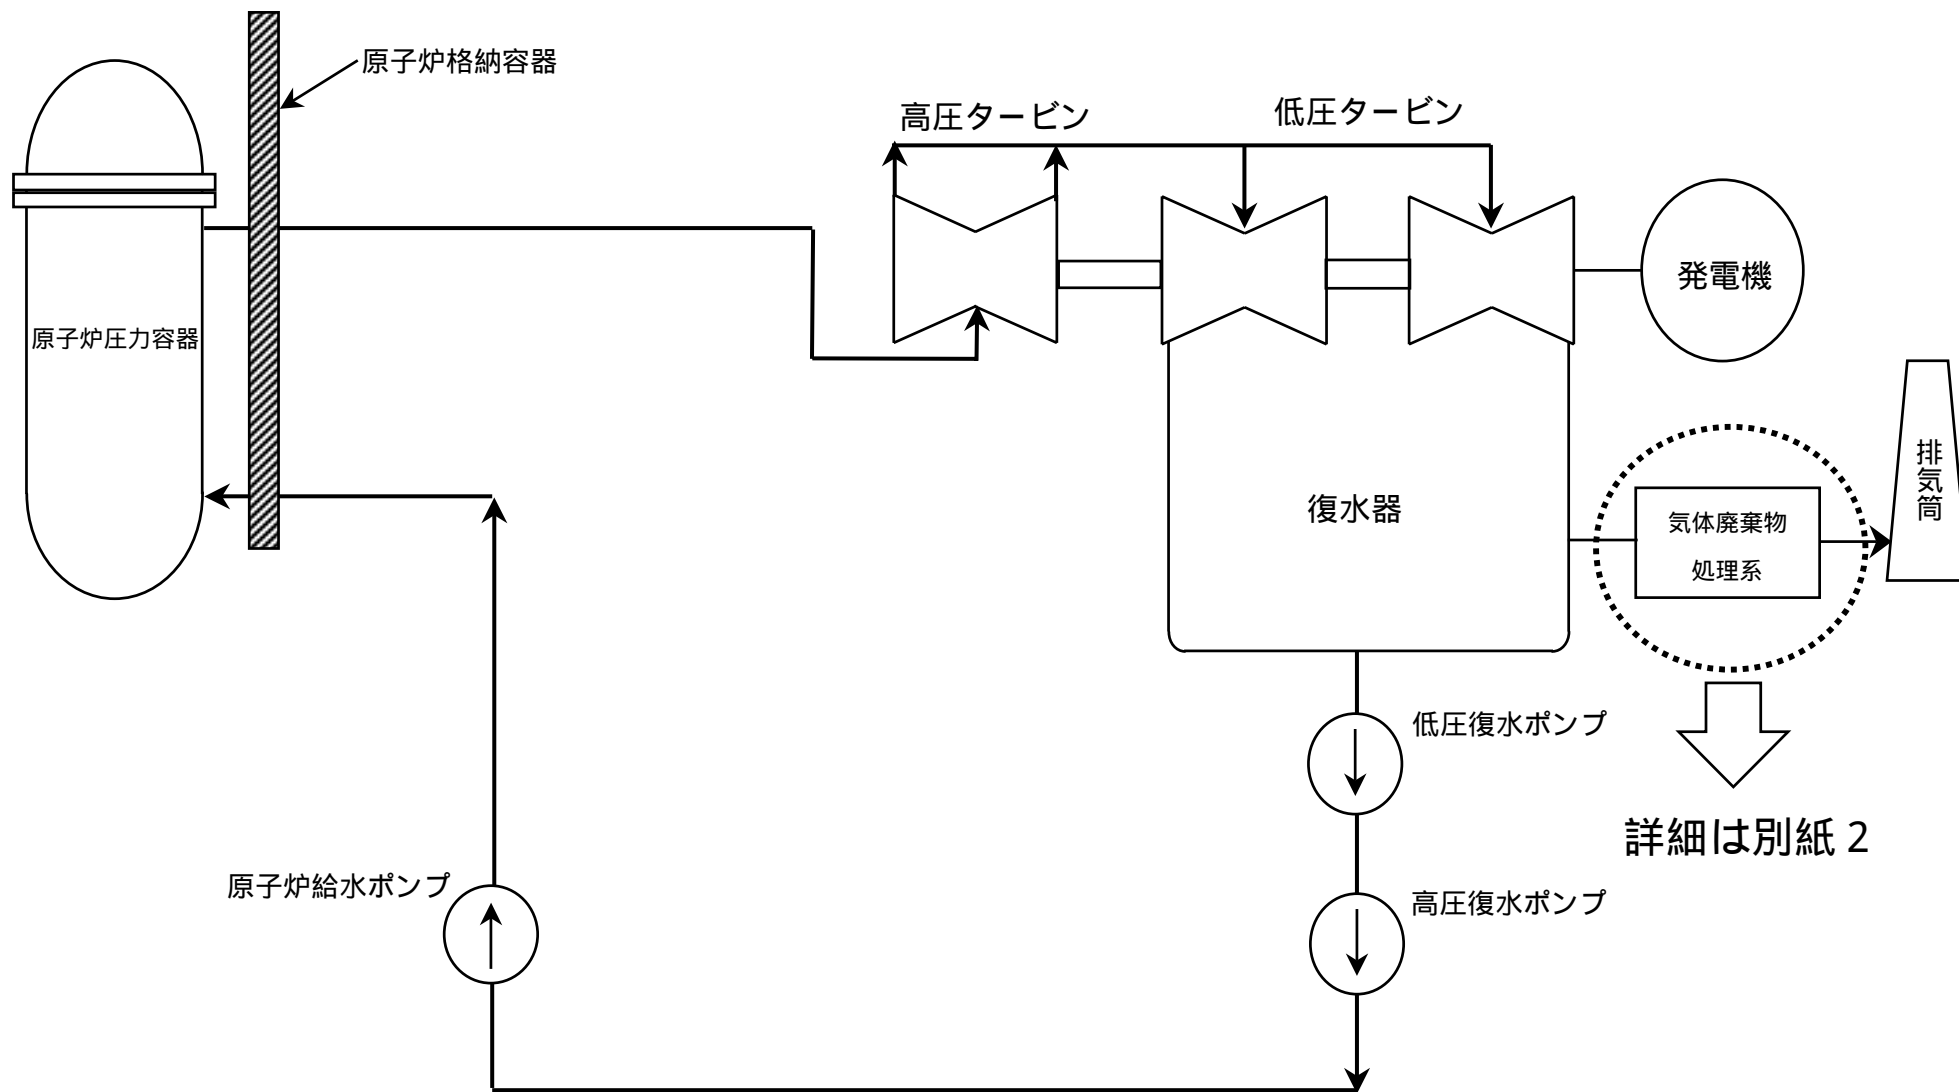 原子炉格納容器
高圧タービン
低圧タービン
発電機
原子炉圧力容器
排気筒
復水器
気体廃棄物
処理系
低圧復水ポンプ
詳細は別紙2
原子炉給水ポンプ
高圧復水ポンプ